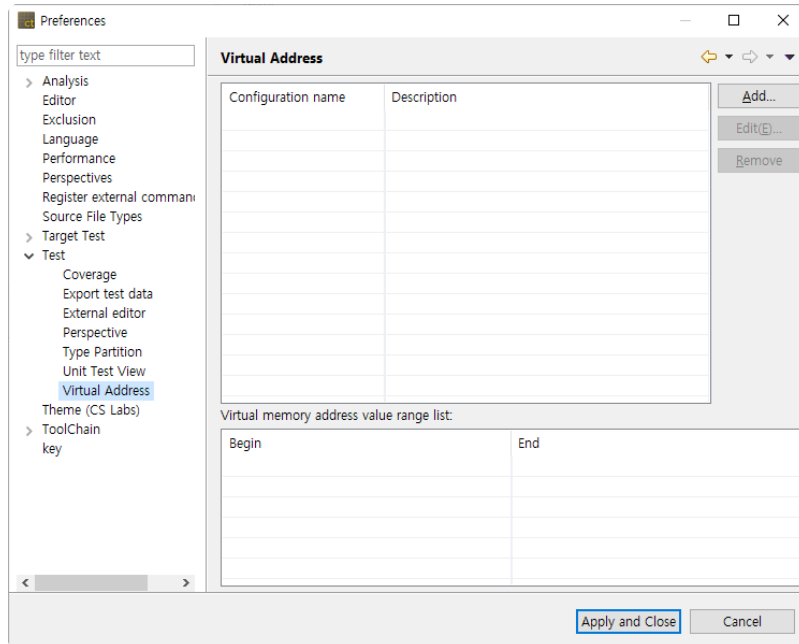 ct Preferences
type filter text
Virtual Address
Analysis
Editor
Exclusion
Language
Performance
Perspectives
Register external comman
Source File Types
Target Test
Test
Coverage
Export test data
External editor
Perspective
Type Partition
Unit Test View
Virtual Address
Theme (CS Labs)
ToolChain
key
Configuration name Description
Add...
Edit(E)...
Remove
Virtual memory address value range list:
Begin End
Apply and Close Cancel